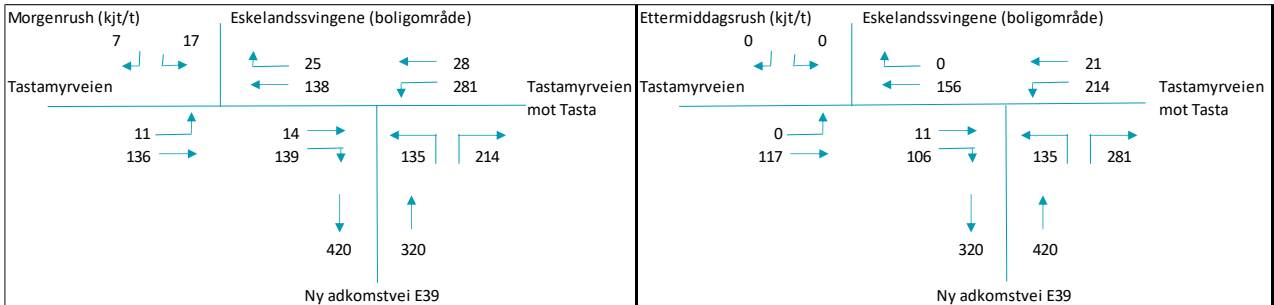 Morgenrush (kjt/t)
Eskelandssvingene (boligområde)
7 17
25 28
Tastamyrveien
138 281
Tastamyrveien
mot Tasta
11 14
136 139 135 214
420 320
Ny adkomstvei E39
Ettermiddagsrush (kjt/t)
Eskelandssvingene (boligområde)
0 0
0 21
Tastamyrveien
156 214
Tastamyrveien
mot Tasta
0 11
117 106 135 281
320 420
Ny adkomstvei E39